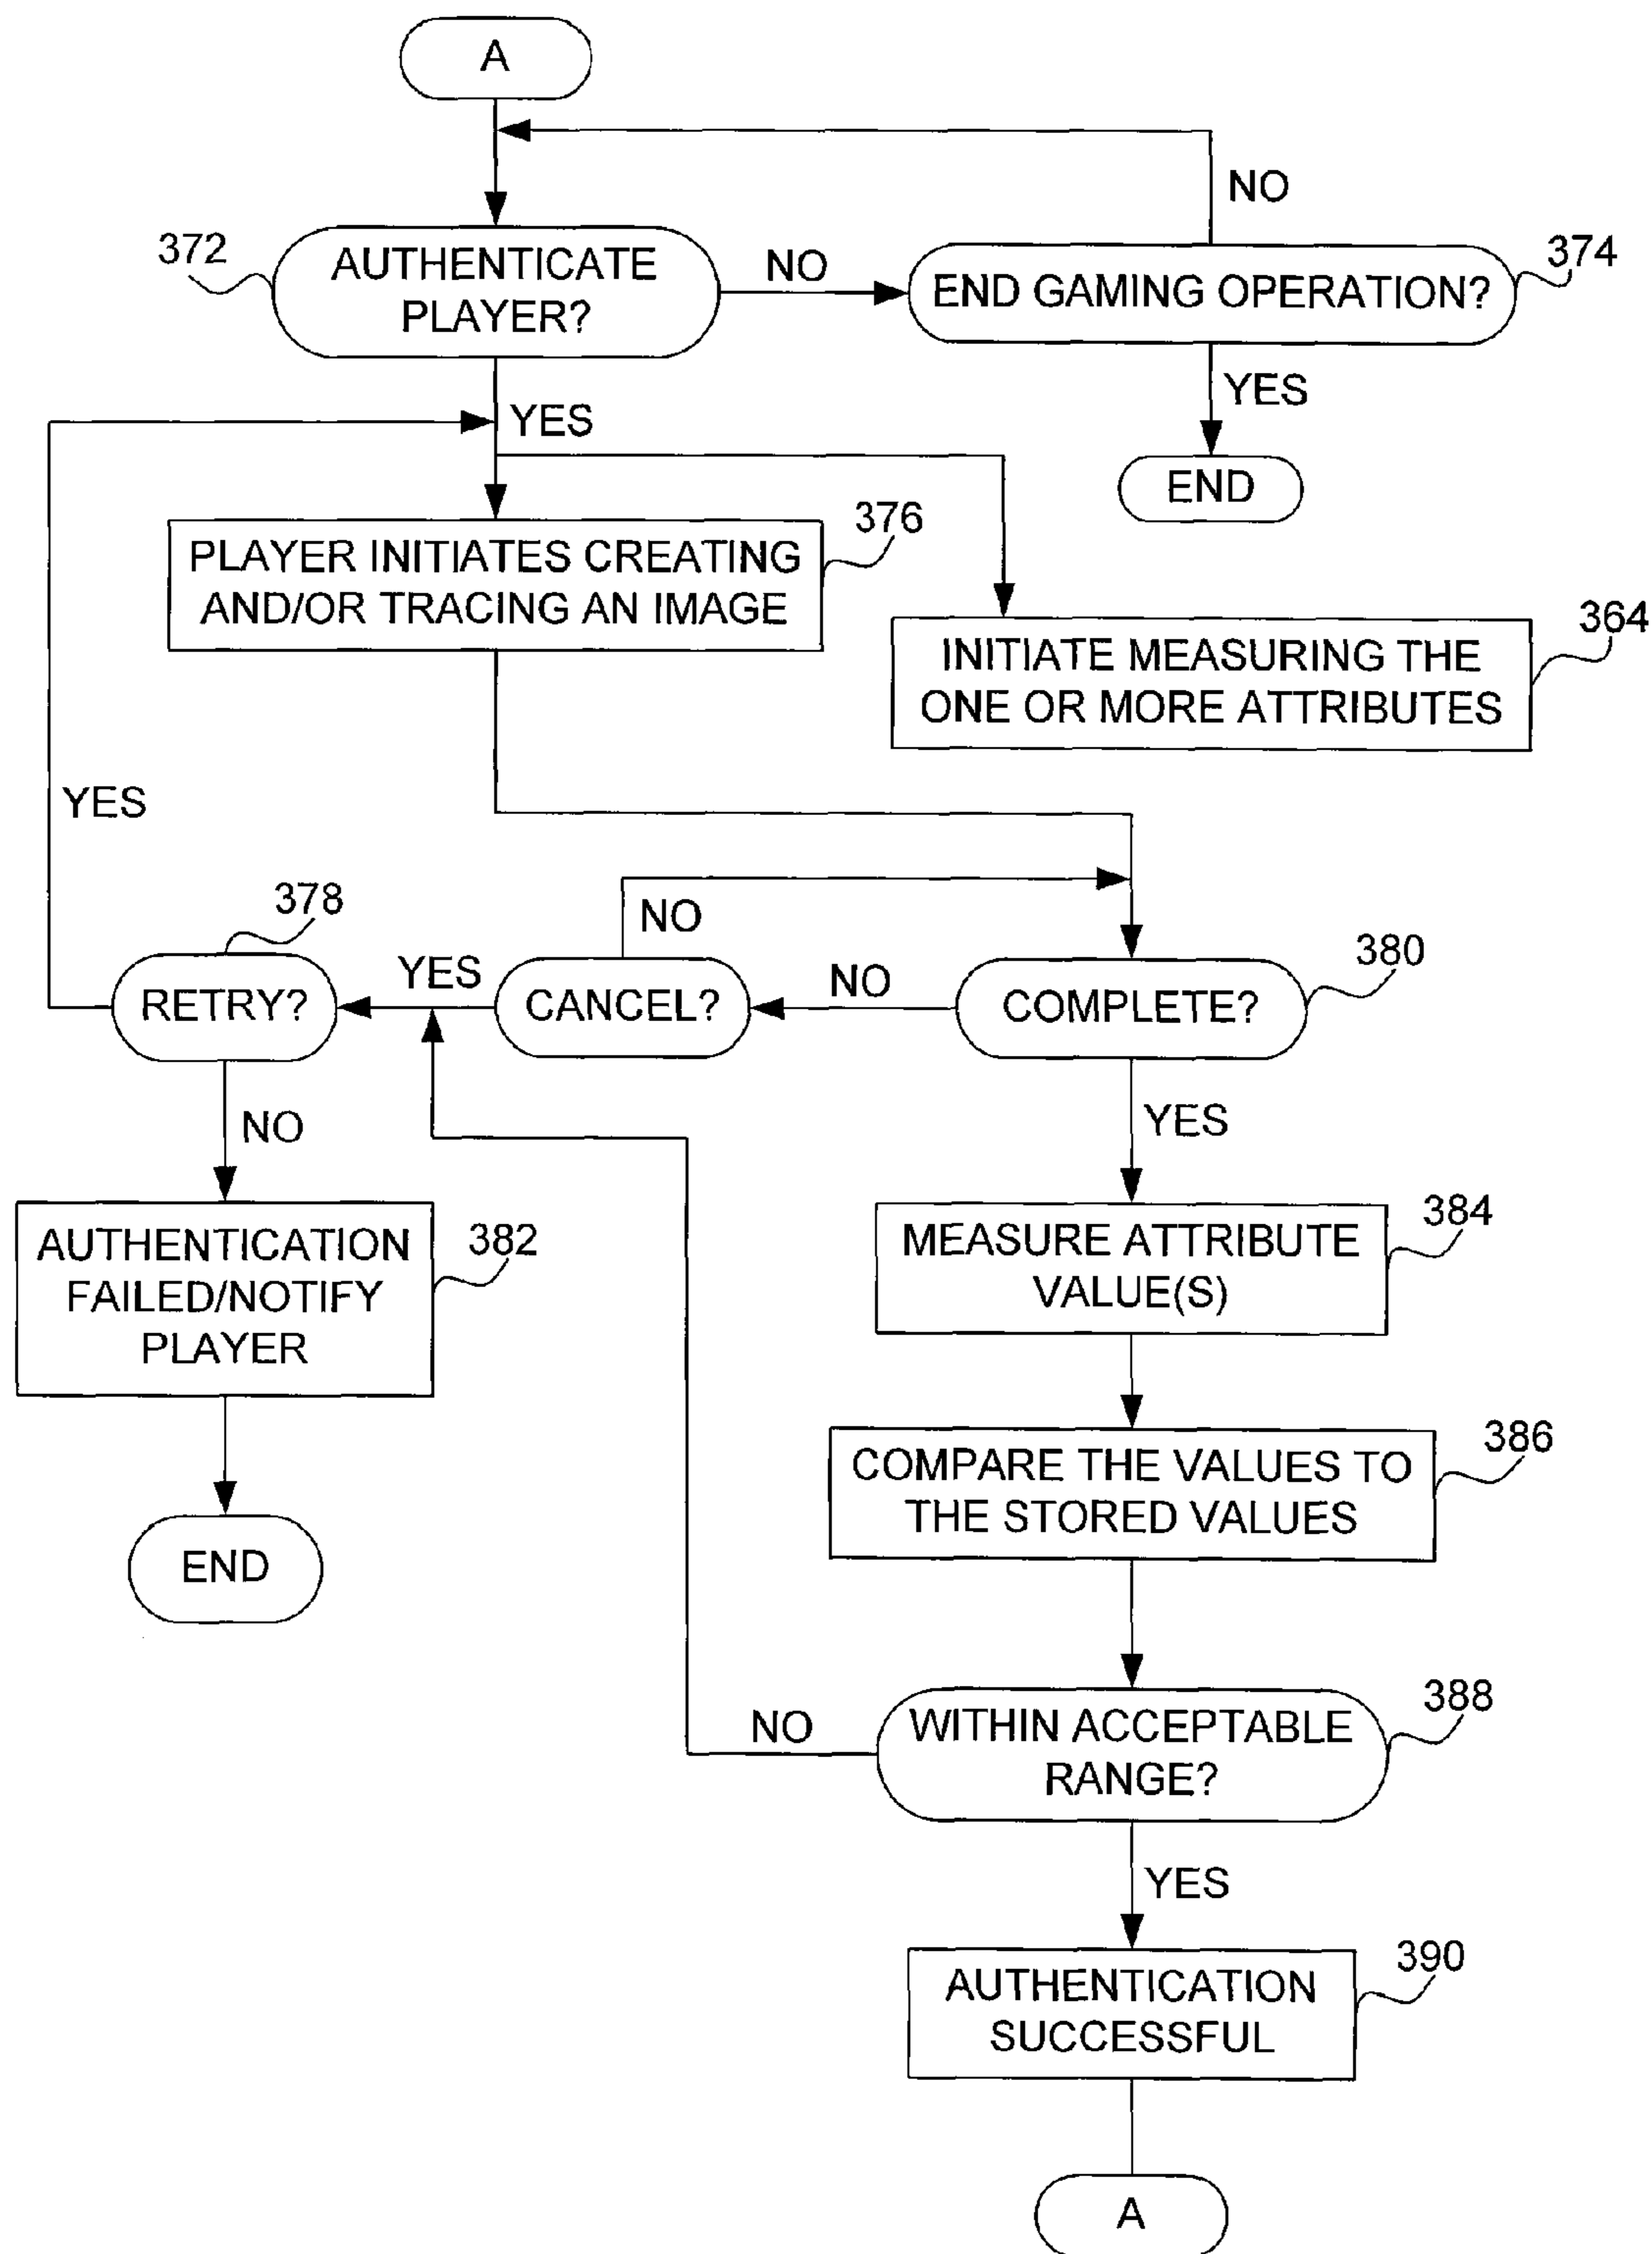 A
NO
372
AUTHENTICATE
PLAYER?
NO
END GAMING OPERATION?
374
YES
YES
END
376
PLAYER INITIATES CREATING
AND/OR TRACING AN IMAGE
364
INITIATE MEASURING THE
ONE OR MORE ATTRIBUTES
YES
378
NO
380
RETRY?
YES
CANCEL?
NO
COMPLETE?
NO
YES
AUTHENTICATION
FAILED/NOTIFY
PLAYER
382
384
MEASURE ATTRIBUTE
VALUE(S)
386
COMPARE THE VALUES TO
THE STORED VALUES
END
388
NO
WITHIN ACCEPTABLE
RANGE?
YES
390
AUTHENTICATION
SUCCESSFUL
A